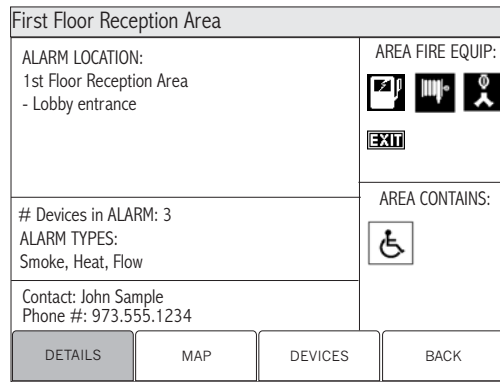 First Floor Reception Area
ALARM LOCATION:
1st Floor Reception Area
- Lobby entrance
AREA FIRE EQUIP:
EXIT
# Devices in ALARM: 3
ALARM TYPES:
Smoke, Heat, Flow
AREA CONTAINS:
Contact: John Sample
Phone #: 973.555.1234
DETAILS
MAP
DEVICES
BACK